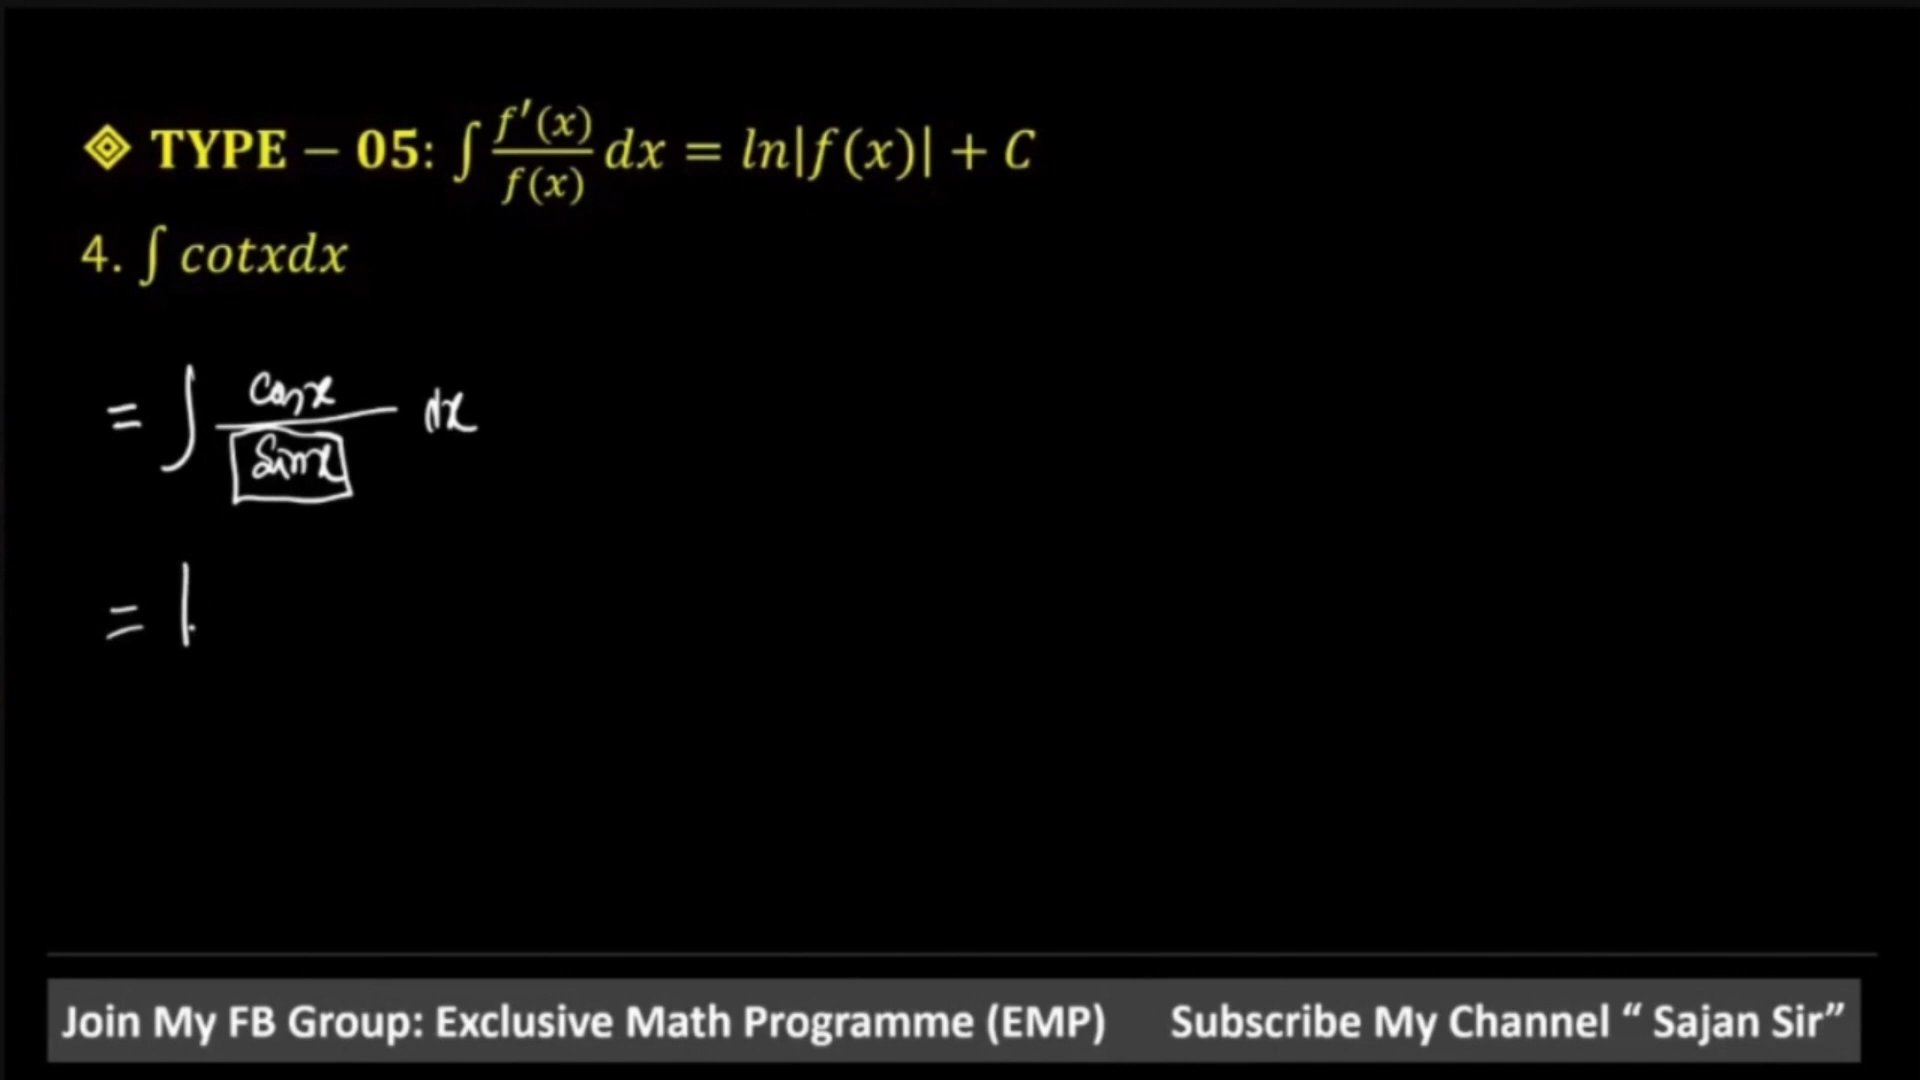 TYPE – 05: ∫ f′(x)/f(x) dx = ln|f(x)| + C
4. ∫ cotxdx
= ∫ cosx/sinx dx
= |
Join My FB Group: Exclusive Math Programme (EMP) Subscribe My Channel “ Sajan Sir”